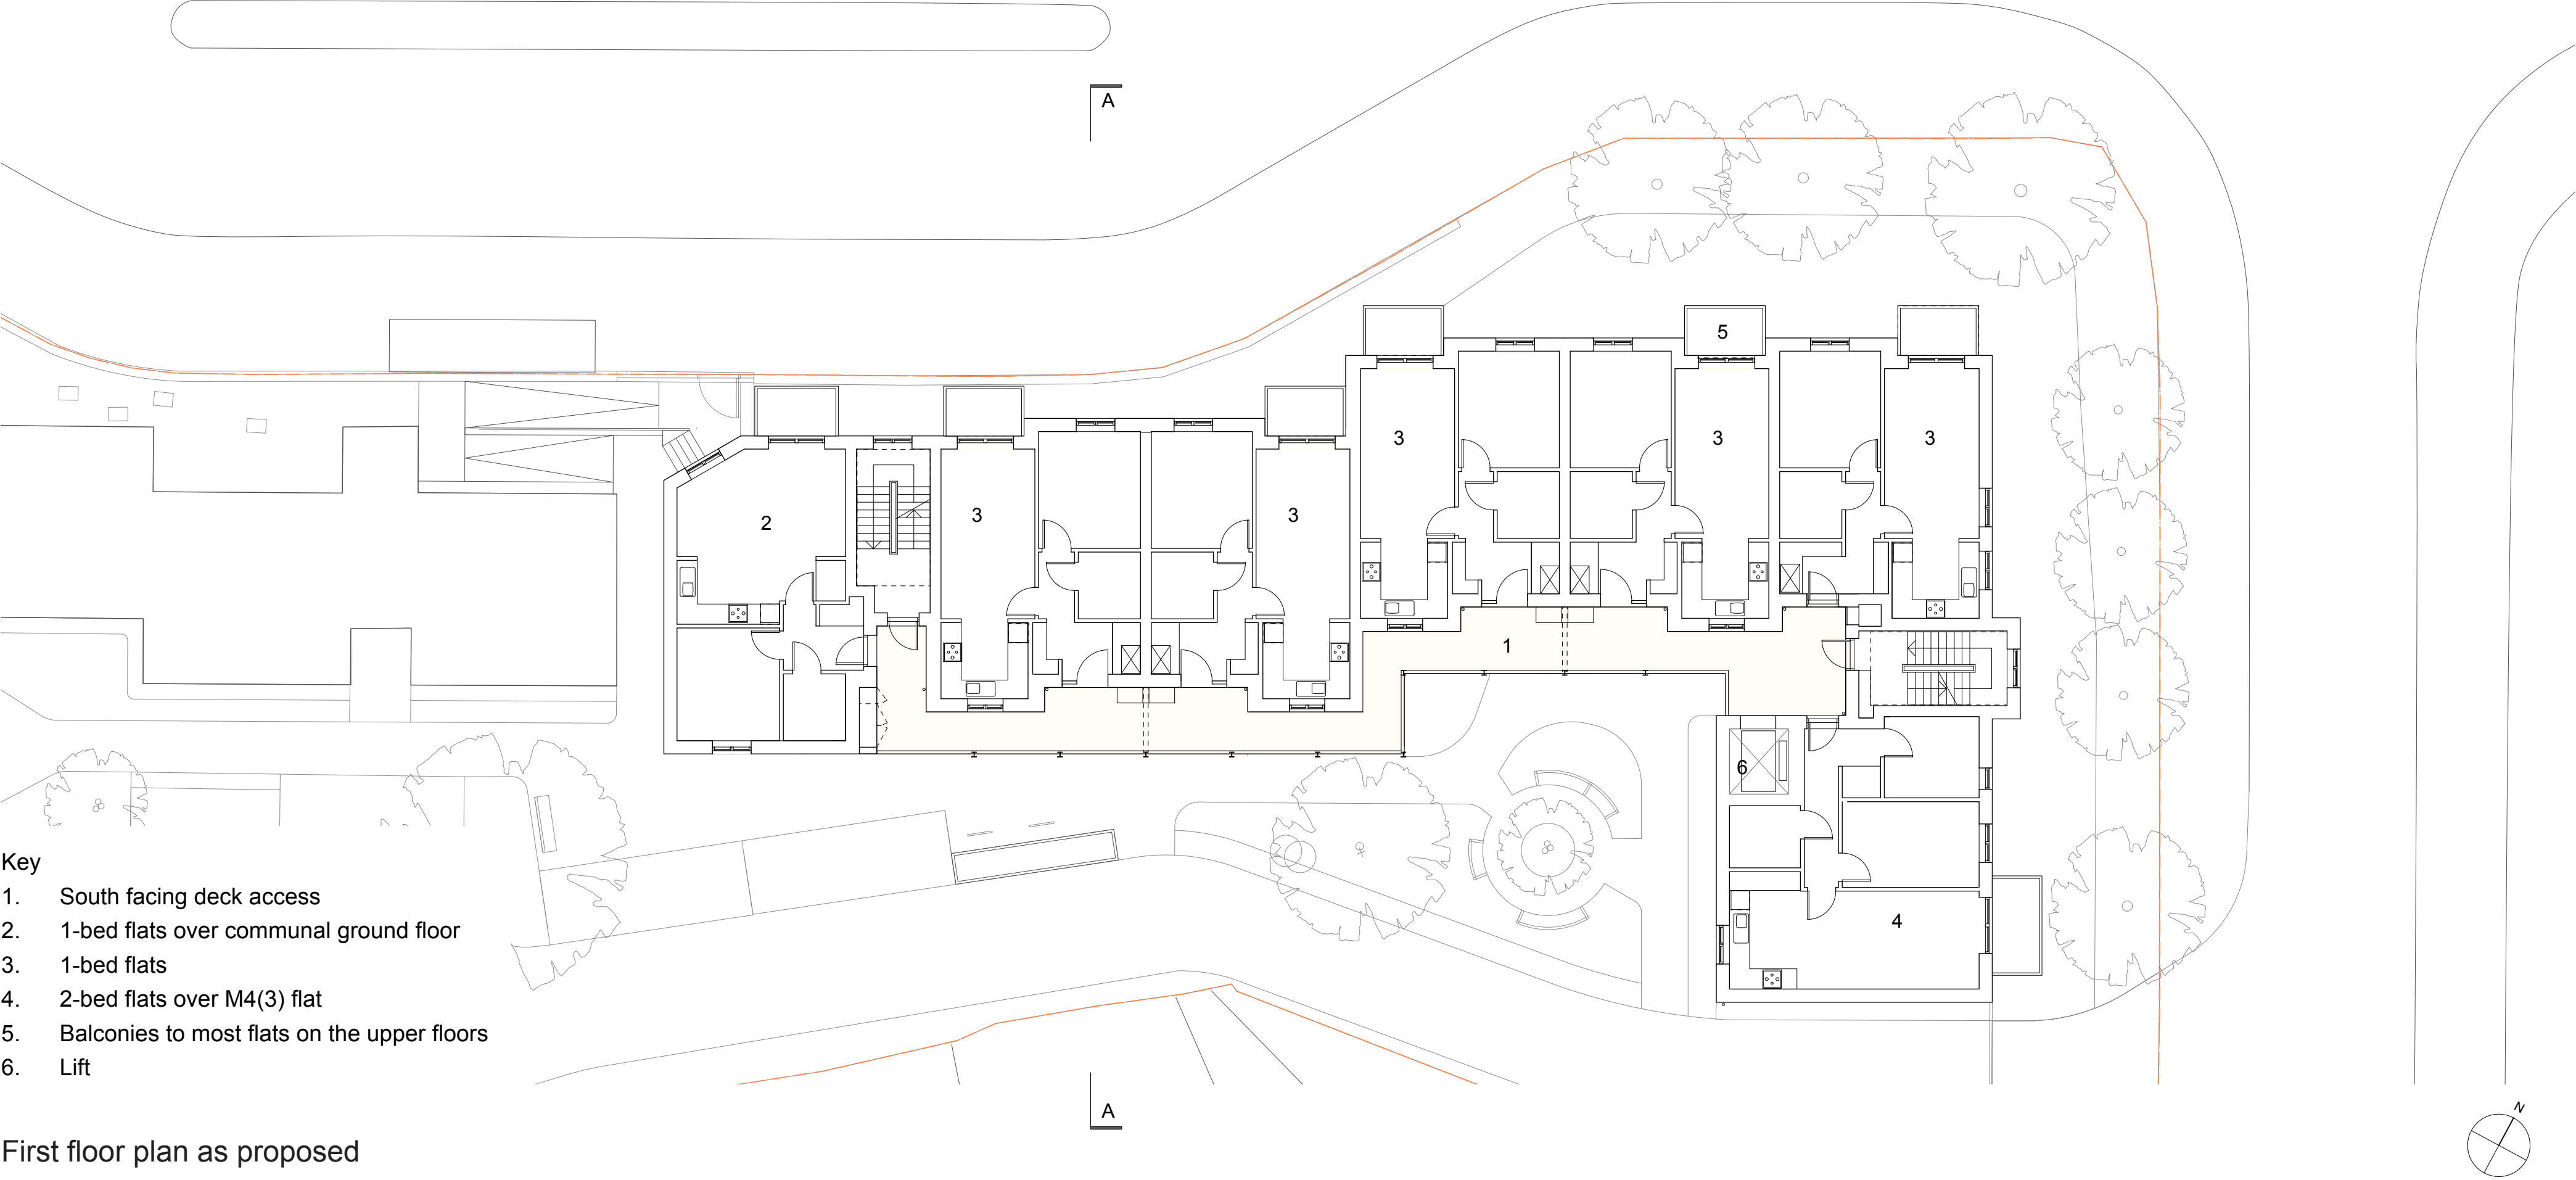 A
5
3
3
3
2
3
3
1
6
4
Key
1. South facing deck access
2. 1-bed flats over communal ground floor
3. 1-bed flats
4. 2-bed flats over M4(3) flat
5. Balconies to most flats on the upper floors
6. Lift
A
N
First floor plan as proposed